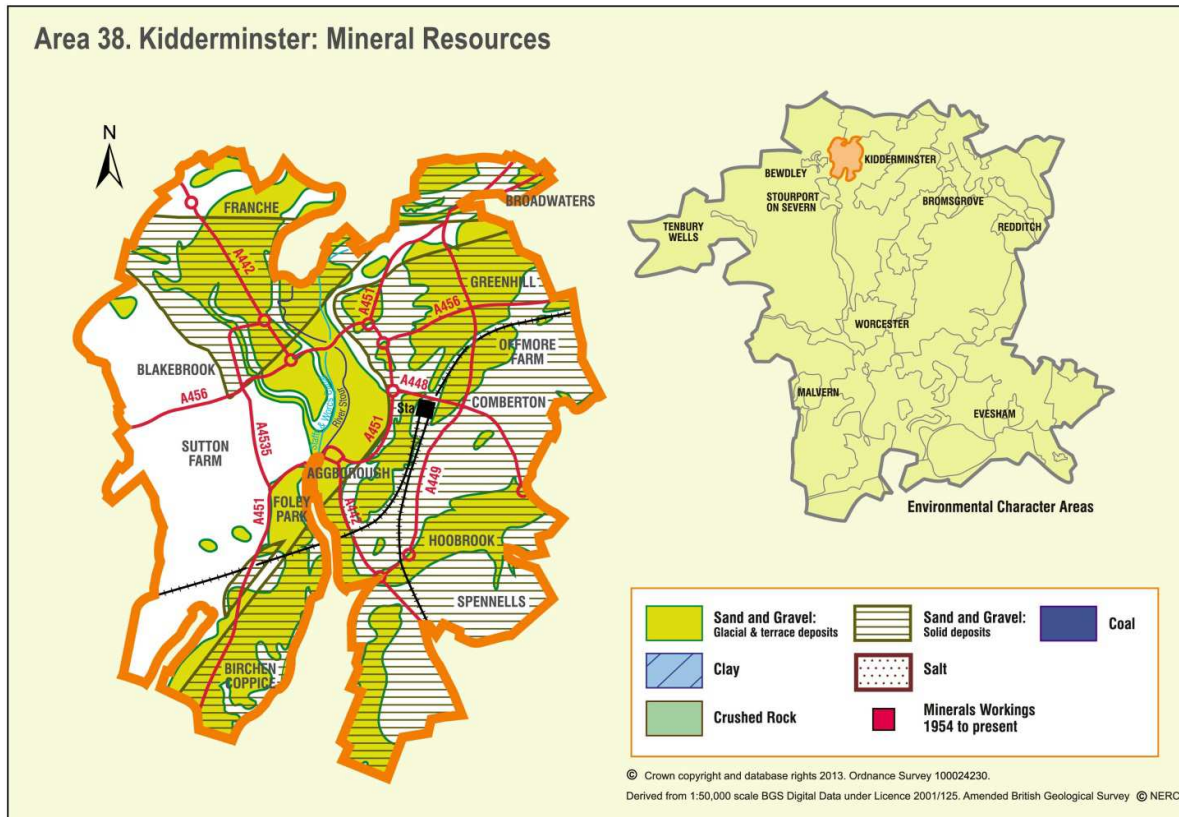 Area 38. Kidderminster: Mineral Resources
N
FRANCHE
BROADWATERS
A442
GREENHILL
A451
A456
OFFMORE
FARM
BLAKEBROOK
A456
A448
COMBERTON
Sta
River Stour
SUTTON
FARM
A4535
A451
AGGBOROUGH
A449
FOLEY
PARK
A451
A442
HOOBROOK
SPENNELLS
BIRCHEN
COPPICE
KIDDERMINSTER
BEWDLEY
STOURPORT
ON SEVERN
BROMSGROVE
REDDITCH
TENBURY
WELLS
WORCESTER
MALVERN
EVESHAM
Environmental Character Areas
Sand and Gravel:
Glacial & terrace deposits
Sand and Gravel:
Solid deposits
Coal
Clay
Salt
Crushed Rock
Minerals Workings
1954 to present
© Crown copyright and database rights 2013. Ordnance Survey 100024230.
Derived from 1:50,000 scale BGS Digital Data under Licence 2001/125. Amended British Geological Survey © NERC